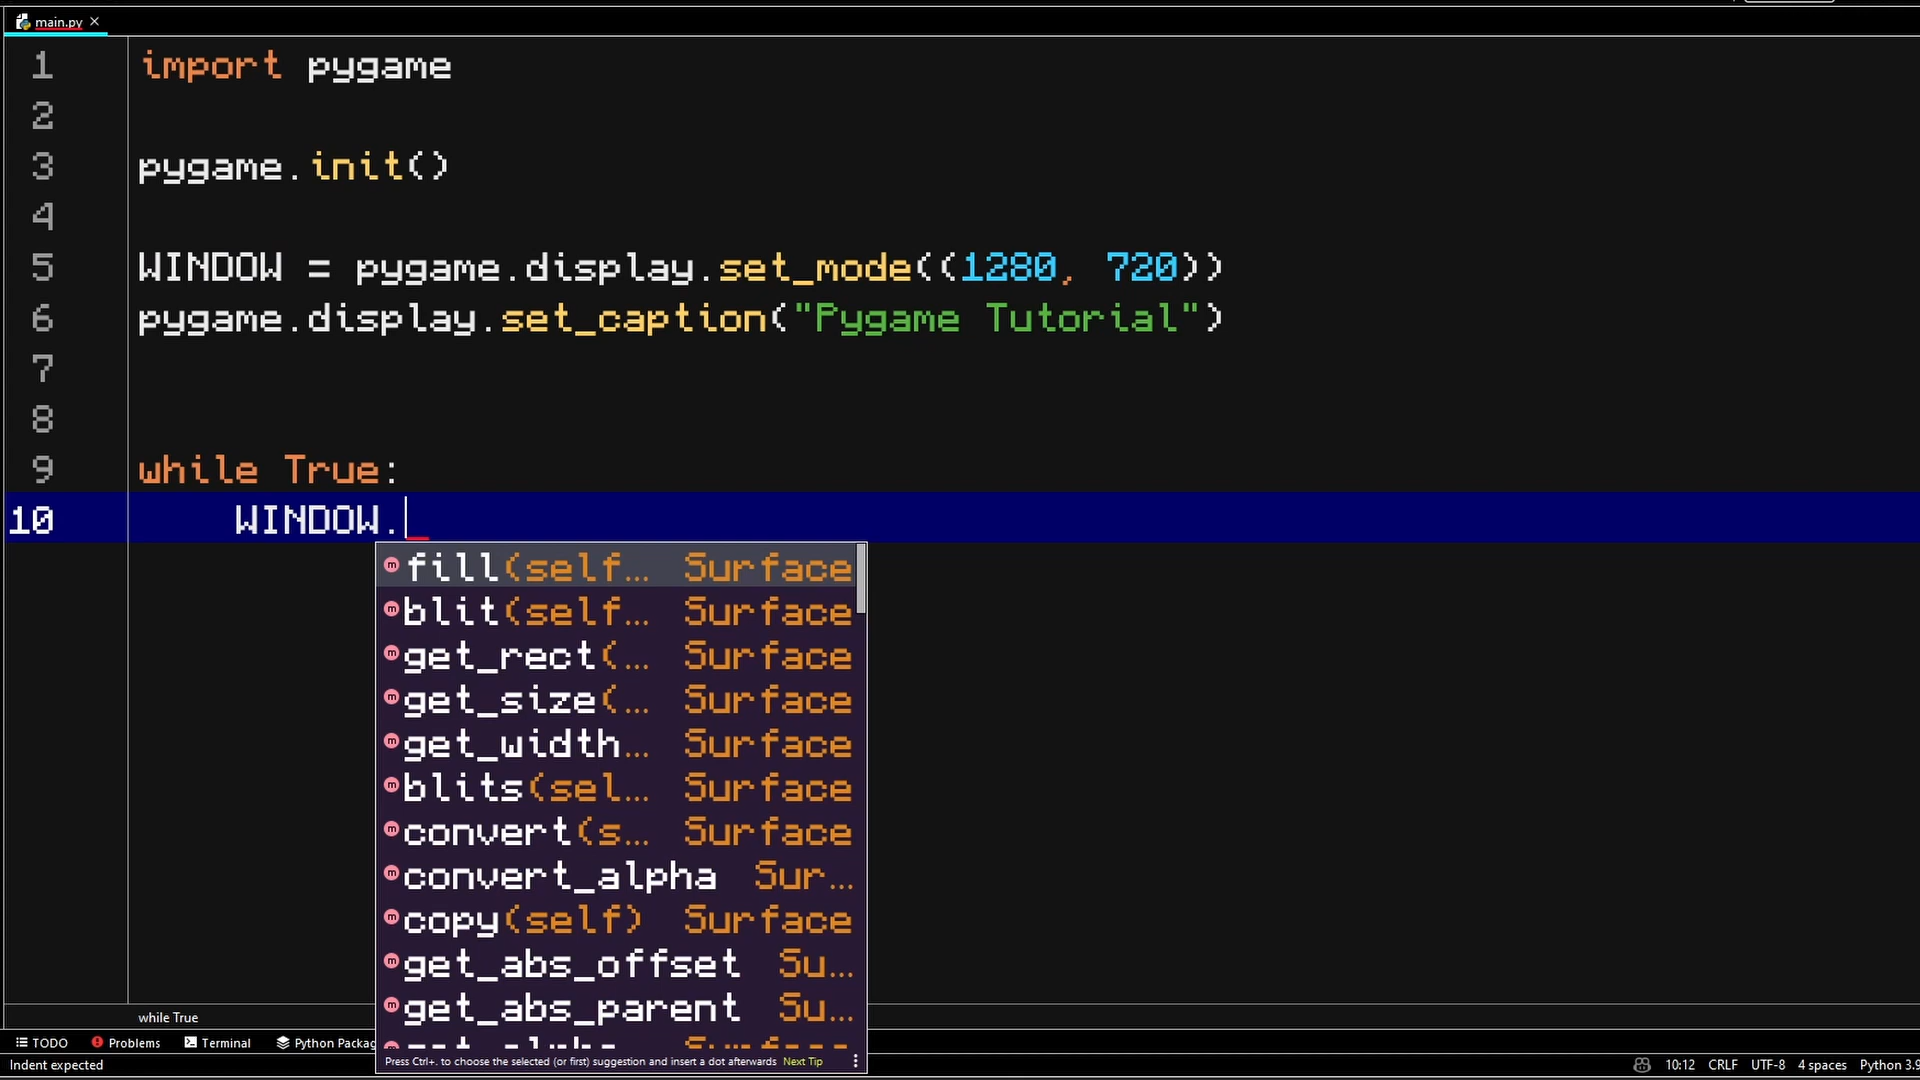 main.py
1 import pygame
2
3 pygame.init()
4
5 WINDOW = pygame.display.set_mode((1280, 720))
6 pygame.display.set_caption("Pygame Tutorial")
7
8
9 while True:
10 WINDOW.
fill(self... Surface
blit(self... Surface
get_rect(... Surface
get_size(... Surface
get_width... Surface
blits(sel... Surface
convert(s... Surface
convert_alpha Sur...
copy(self) Surface
get_abs_offset Su...
get_abs_parent Su...
Press Ctrl+. to choose the selected (or first) suggestion and insert a dot afterwards Next Tip
while True
TODO Problems Terminal Python Packag
Indent expected 10:12 CRLF UTF-8 4 spaces Python 3.9